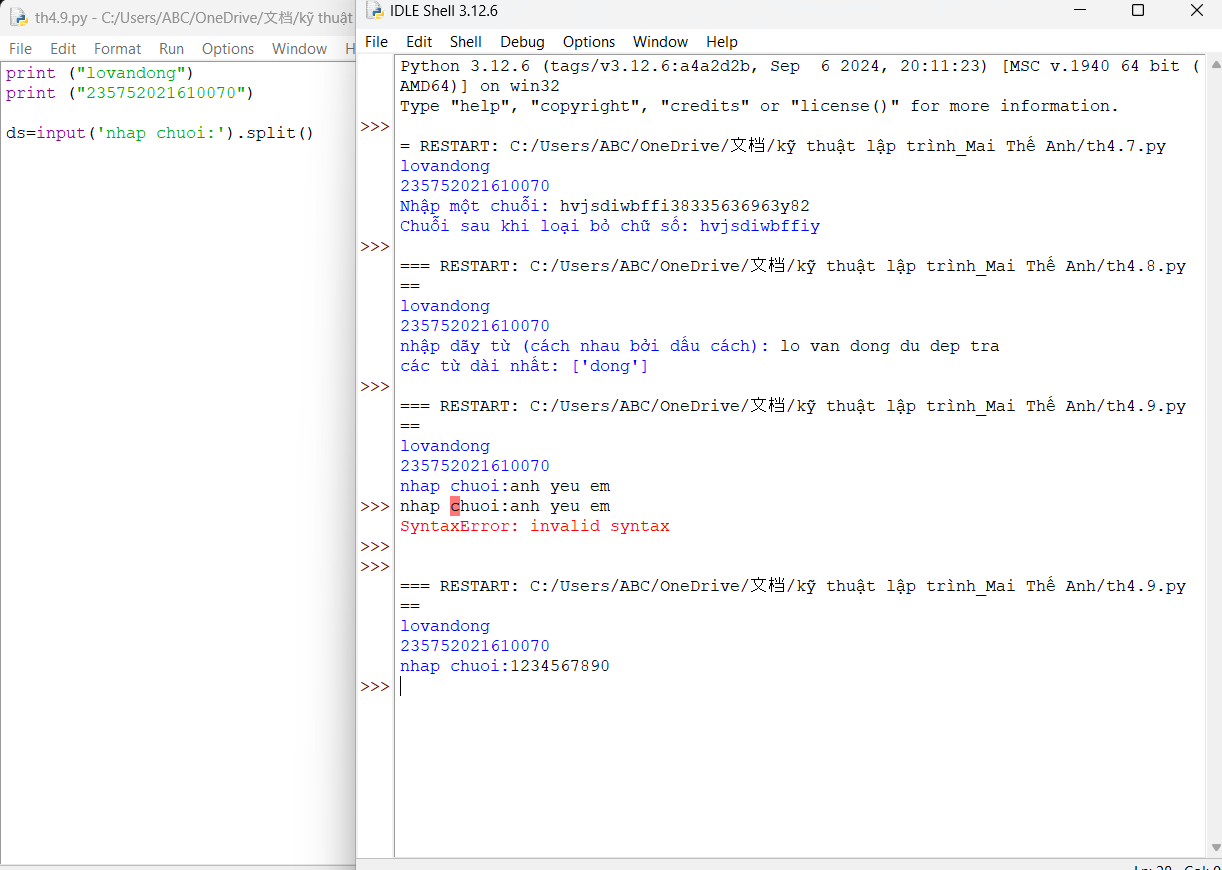 th4.9.py - C:/Users/ABC/OneDrive/文档/kỹ thuật
File Edit Format Run Options Window H
print ("lovandong")
print ("235752021610070")
ds=input('nhap chuoi:').split()
IDLE Shell 3.12.6
File Edit Shell Debug Options Window Help
Python 3.12.6 (tags/v3.12.6:a4a2d2b, Sep  6 2024, 20:11:23) [MSC v.1940 64 bit (
AMD64)] on win32
Type "help", "copyright", "credits" or "license()" for more information.
>>>
= RESTART: C:/Users/ABC/OneDrive/文档/kỹ thuật lập trình_Mai Thế Anh/th4.7.py
lovandong
235752021610070
Nhập một chuỗi: hvjsdiwbffi38335636963y82
Chuỗi sau khi loại bỏ chữ số: hvjsdiwbffiy
>>>
=== RESTART: C:/Users/ABC/OneDrive/文档/kỹ thuật lập trình_Mai Thế Anh/th4.8.py
==
lovandong
235752021610070
nhập dãy từ (cách nhau bởi dấu cách): lo van dong du dep tra
các từ dài nhất: ['dong']
>>>
=== RESTART: C:/Users/ABC/OneDrive/文档/kỹ thuật lập trình_Mai Thế Anh/th4.9.py
==
lovandong
235752021610070
nhap chuoi:anh yeu em
>>> nhap chuoi:anh yeu em
SyntaxError: invalid syntax
>>>
>>>
=== RESTART: C:/Users/ABC/OneDrive/文档/kỹ thuật lập trình_Mai Thế Anh/th4.9.py
==
lovandong
235752021610070
nhap chuoi:1234567890
>>>